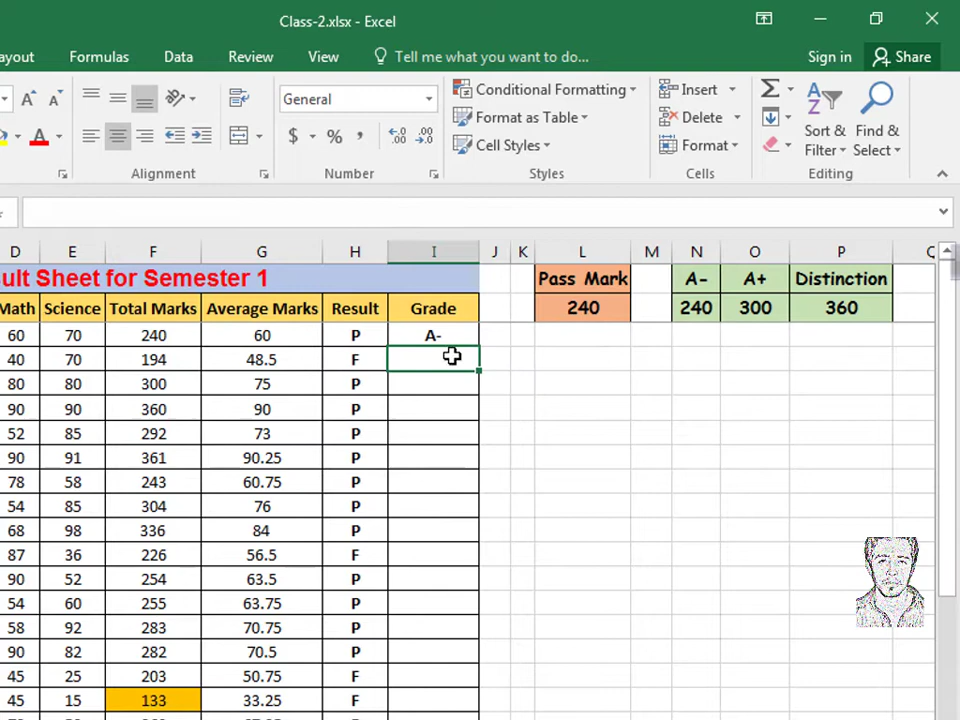 Class-2.xlsx - Excel
ayout Formulas Data Review View Tell me what you want to do... Sign in Share
General
$ % ,
Conditional Formatting
Format as Table
Cell Styles
Insert
Delete
Format
Sort & Filter
Find & Select
Alignment Number Styles Cells Editing
D E F G H I J K L M N O P Q
ult Sheet for Semester 1 Pass Mark A- A+ Distinction
Math Science Total Marks Average Marks Result Grade 240 240 300 360
60 70 240 60 P A-
40 70 194 48.5 F
80 80 300 75 P
90 90 360 90 P
52 85 292 73 P
90 91 361 90.25 P
78 58 243 60.75 P
54 85 304 76 P
68 98 336 84 P
87 36 226 56.5 F
90 52 254 63.5 P
54 60 255 63.75 P
58 92 283 70.75 P
90 82 282 70.5 P
45 25 203 50.75 F
45 15 133 33.25 F